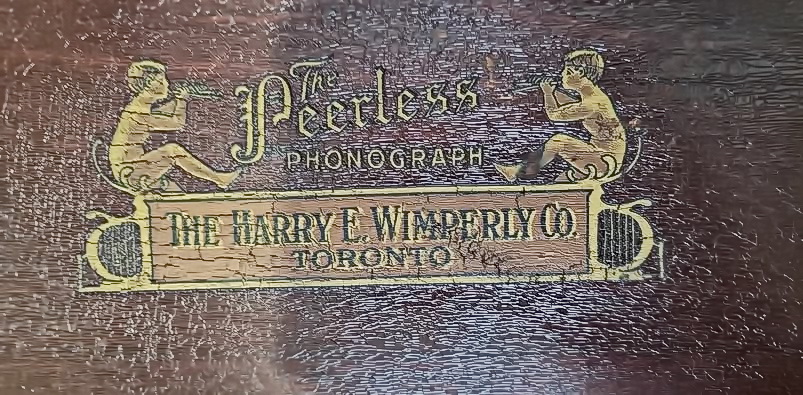 The
Peerless
PHONOGRAPH
THE HARRY E. WIMPERLY CO.
TORONTO